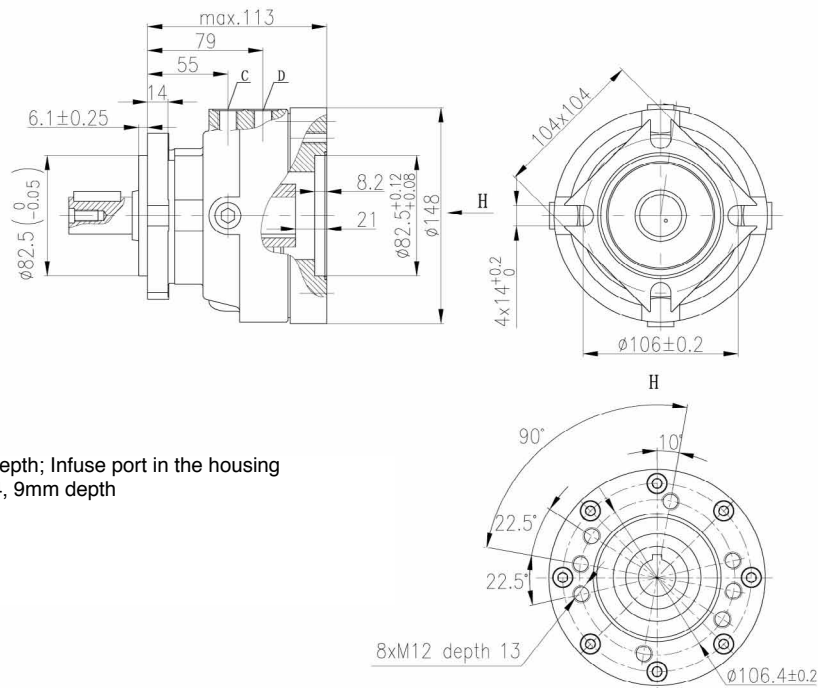 max.113
79
55
C
D
14
6.1±0.25
104x104
8.2
H
21
ø82.5 (0 -0.05)
ø82.5 +0.12 +0.08
ø148
4x14 +0.2 0
ø106±0.2
H
90°
10°
epth; Infuse port in the housing
, 9mm depth
22.5°
22.5°
8xM12 depth 13
ø106.4±0.2